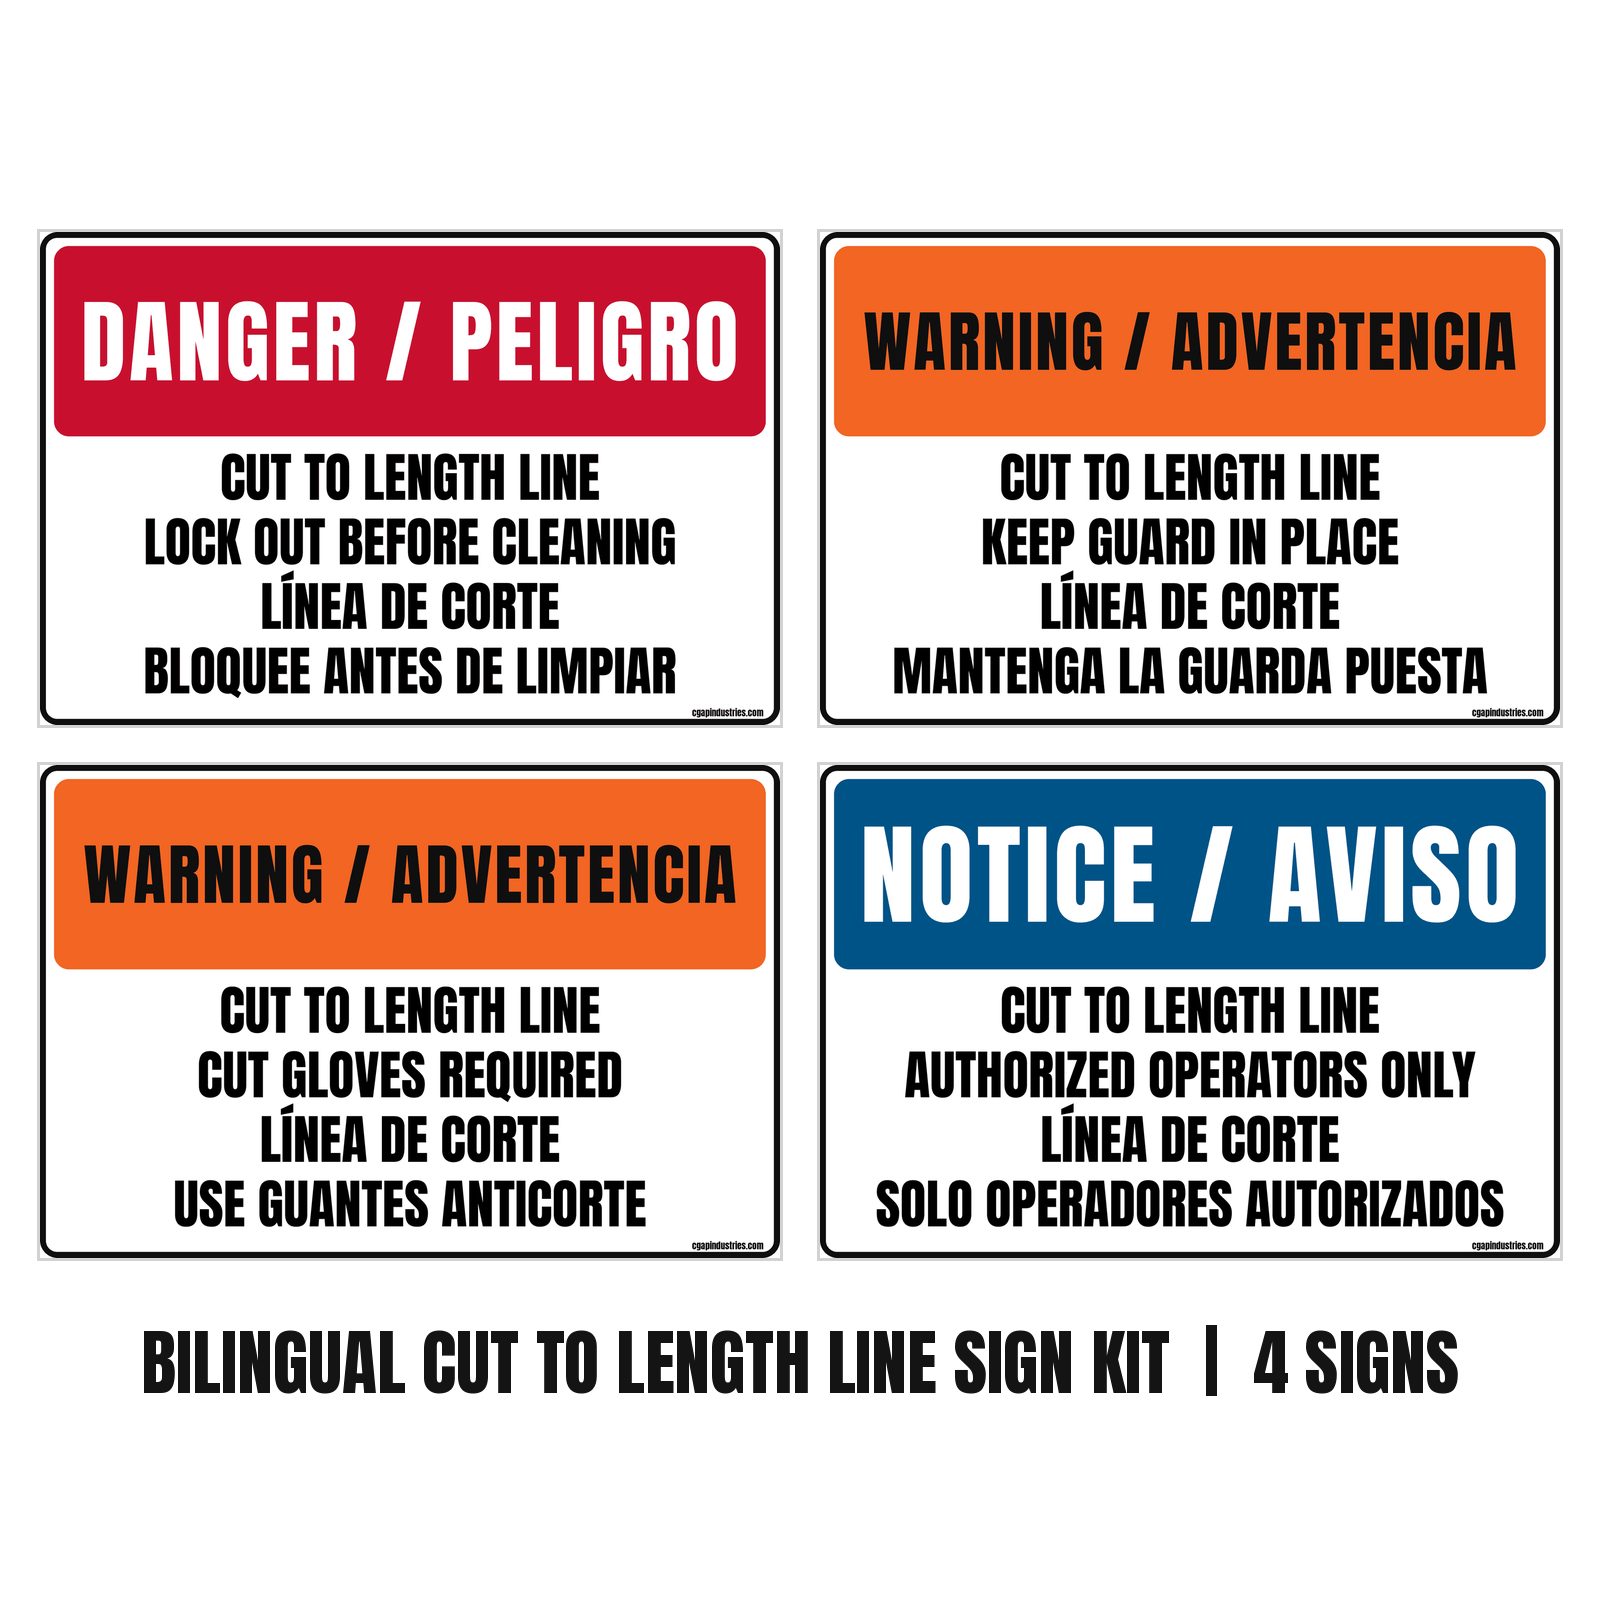 DANGER / PELIGRO
CUT TO LENGTH LINE
LOCK OUT BEFORE CLEANING
LÍNEA DE CORTE
BLOQUEE ANTES DE LIMPIAR
cgapindustries.com
WARNING / ADVERTENCIA
CUT TO LENGTH LINE
KEEP GUARD IN PLACE
LÍNEA DE CORTE
MANTENGA LA GUARDA PUESTA
cgapindustries.com
WARNING / ADVERTENCIA
CUT TO LENGTH LINE
CUT GLOVES REQUIRED
LÍNEA DE CORTE
USE GUANTES ANTICORTE
cgapindustries.com
NOTICE / AVISO
CUT TO LENGTH LINE
AUTHORIZED OPERATORS ONLY
LÍNEA DE CORTE
SOLO OPERADORES AUTORIZADOS
cgapindustries.com
BILINGUAL CUT TO LENGTH LINE SIGN KIT | 4 SIGNS